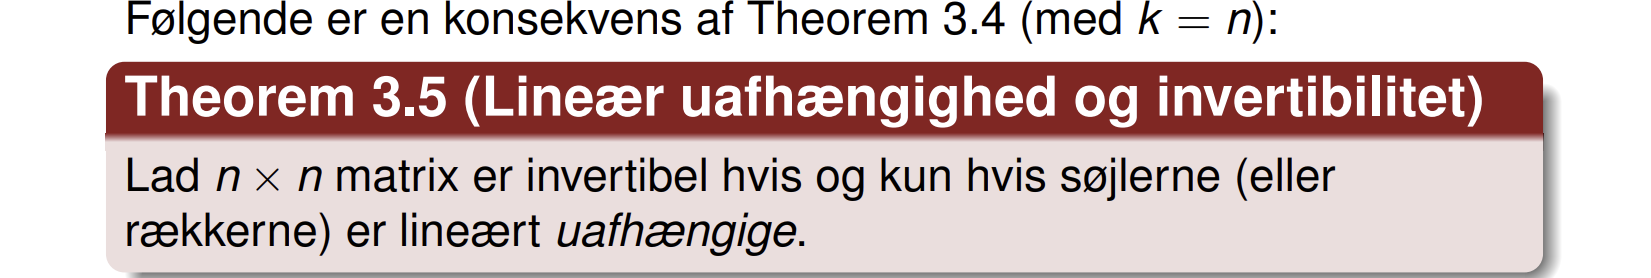 Følgende er en konsekvens af Theorem 3.4 (med k = n):
Theorem 3.5 (Lineær uafhængighed og invertibilitet)
Lad n × n matrix er invertibel hvis og kun hvis søjlerne (eller
rækkerne) er lineært uafhængige.